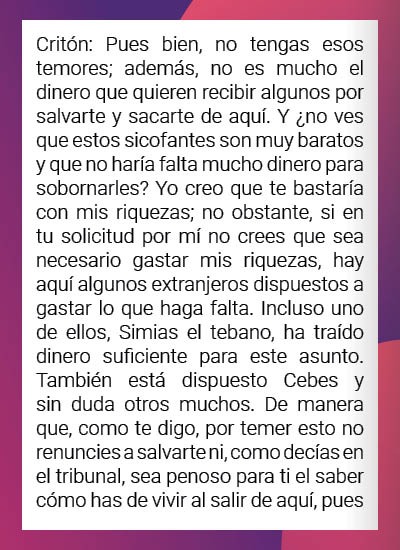 Critón: Pues bien, no tengas esos
temores; además, no es mucho el
dinero que quieren recibir algunos por
salvarte y sacarte de aquí. Y ¿no ves
que estos sicofantes son muy baratos
y que no haría falta mucho dinero para
sobornarles? Yo creo que te bastaría
con mis riquezas; no obstante, si en
tu solicitud por mí no crees que sea
necesario gastar mis riquezas, hay
aquí algunos extranjeros dispuestos a
gastar lo que haga falta. Incluso uno
de ellos, Simias el tebano, ha traído
dinero suficiente para este asunto.
También está dispuesto Cebes y
sin duda otros muchos. De manera
que, como te digo, por temer esto no
renuncies a salvarte ni, como decías en
el tribunal, sea penoso para ti el saber
cómo has de vivir al salir de aquí, pues